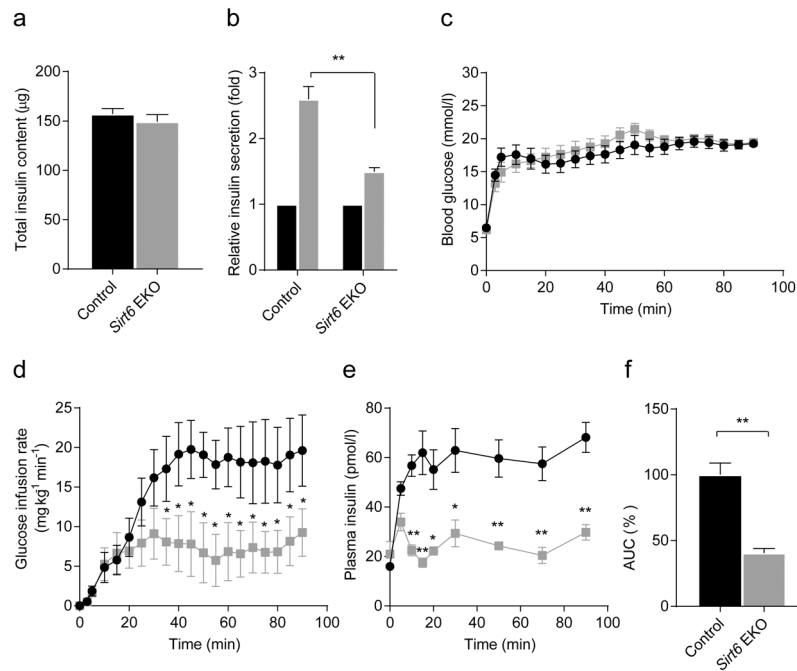 a
Total insulin content (µg)
200
150
100
50
0
Control
Sirt6 EKO
b
Relative insulin secretion (fold)
3
2
1
0
**
Control
Sirt6 EKO
c
Blood glucose (mmol/l)
30
25
20
15
10
5
0
0 20 40 60 80 100
Time (min)
d
Glucose infusion rate
(mg kg⁻¹ min⁻¹)
25
20
15
10
5
0
* * * * * * * * * * * *
0 20 40 60 80 100
Time (min)
e
Plasma insulin (pmol/l)
80
60
40
20
0
** ** * * ** ** **
0 20 40 60 80 100
Time (min)
f
AUC (%)
150
100
50
0
**
Control
Sirt6 EKO